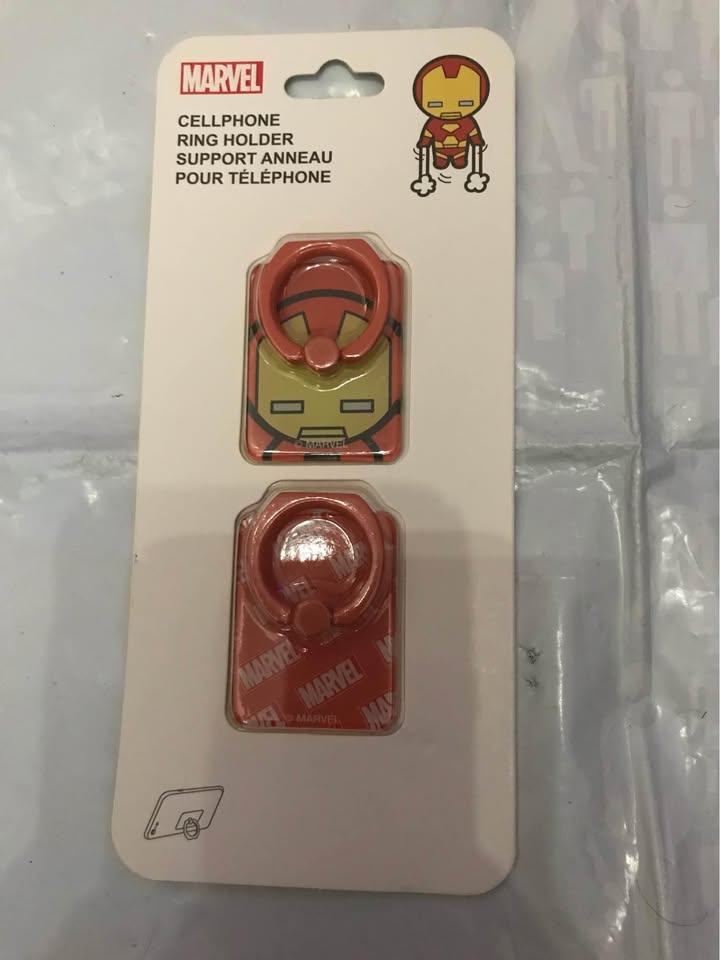 MARVEL
CELLPHONE
RING HOLDER
SUPPORT ANNEAU
POUR TÉLÉPHONE
© MARVEL
MARVEL
MARVEL
© MARVEL